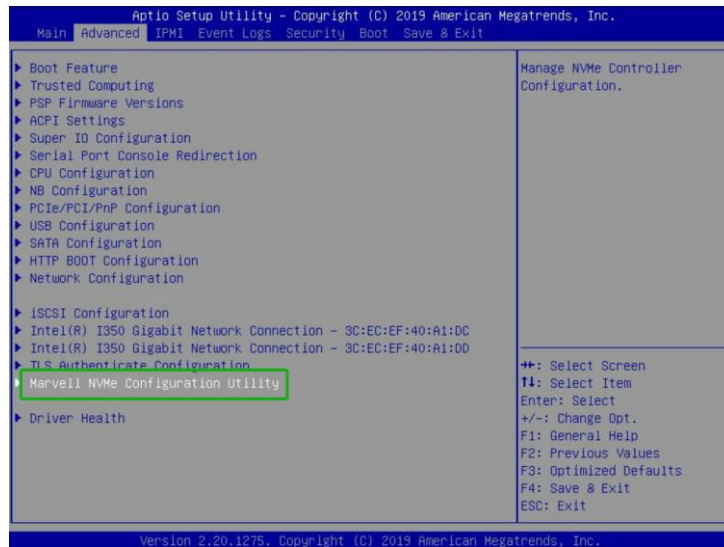 Aptio Setup Utility – Copyright (C) 2019 American Megatrends, Inc.
Main Advanced IPMI Event Logs Security Boot Save & Exit
Boot Feature
Trusted Computing
PSP Firmware Versions
ACPI Settings
Super IO Configuration
Serial Port Console Redirection
CPU Configuration
NB Configuration
PCIe/PCI/PnP Configuration
USB Configuration
SATA Configuration
HTTP BOOT Configuration
Network Configuration
iSCSI Configuration
Intel(R) I350 Gigabit Network Connection - 3C:EC:EF:40:A1:DC
Intel(R) I350 Gigabit Network Connection - 3C:EC:EF:40:A1:DD
TLS Authenticate Configuration
Marvell NVMe Configuration Utility
Driver Health
Manage NVMe Controller
Configuration.
→←: Select Screen
↑↓: Select Item
Enter: Select
+/-: Change Opt.
F1: General Help
F2: Previous Values
F3: Optimized Defaults
F4: Save & Exit
ESC: Exit
Version 2.20.1275. Copyright (C) 2019 American Megatrends, Inc.